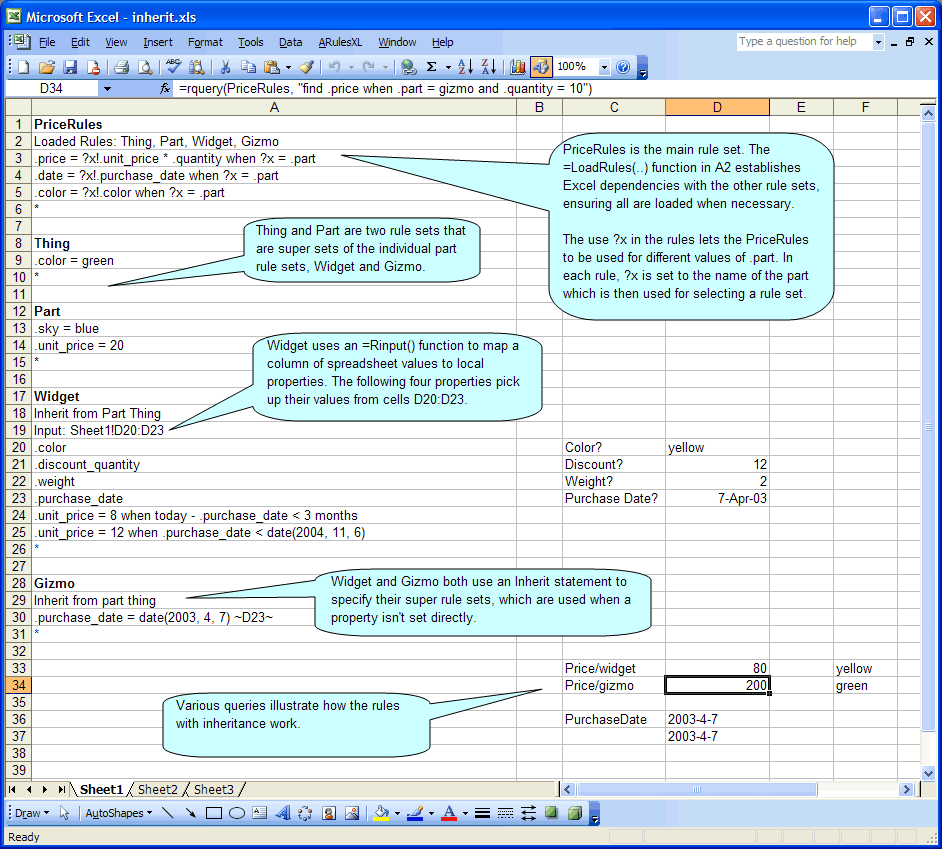 Microsoft Excel - inherit.xls
File Edit View Insert Format Tools Data ARulesXL Window Help
Type a question for help
100%
D34 fx =rquery(PriceRules, "find .price when .part = gizmo and .quantity = 10")
A B C D E F
1 PriceRules
2 Loaded Rules: Thing, Part, Widget, Gizmo
3 .price = ?x!.unit_price * .quantity when ?x = .part
4 .date = ?x!.purchase_date when ?x = .part
5 .color = ?x!.color when ?x = .part
6 *
PriceRules is the main rule set. The
=LoadRules(..) function in A2 establishes
Excel dependencies with the other rule sets,
ensuring all are loaded when necessary.
The use ?x in the rules lets the PriceRules
to be used for different values of .part. In
each rule, ?x is set to the name of the part
which is then used for selecting a rule set.
7
8 Thing
9 .color = green
10 *
11
Thing and Part are two rule sets that
are super sets of the individual part
rule sets, Widget and Gizmo.
12 Part
13 .sky = blue
14 .unit_price = 20
15 *
16
Widget uses an =Rinput() function to map a
column of spreadsheet values to local
properties. The following four properties pick
up their values from cells D20:D23.
17 Widget
18 Inherit from Part Thing
19 Input: Sheet1!D20:D23
20 .color Color? yellow
21 .discount_quantity Discount? 12
22 .weight Weight? 2
23 .purchase_date Purchase Date? 7-Apr-03
24 .unit_price = 8 when today - .purchase_date < 3 months
25 .unit_price = 12 when .purchase_date < date(2004, 11, 6)
26 *
27
28 Gizmo
29 Inherit from part thing
30 .purchase_date = date(2003, 4, 7) ~D23~
31 *
Widget and Gizmo both use an Inherit statement to
specify their super rule sets, which are used when a
property isn't set directly.
32
33 Price/widget 80 yellow
34 Price/gizmo 200 green
35
36 PurchaseDate 2003-4-7
37 2003-4-7
38
39
Various queries illustrate how the rules
with inheritance work.
Sheet1 Sheet2 Sheet3
Draw AutoShapes
Ready